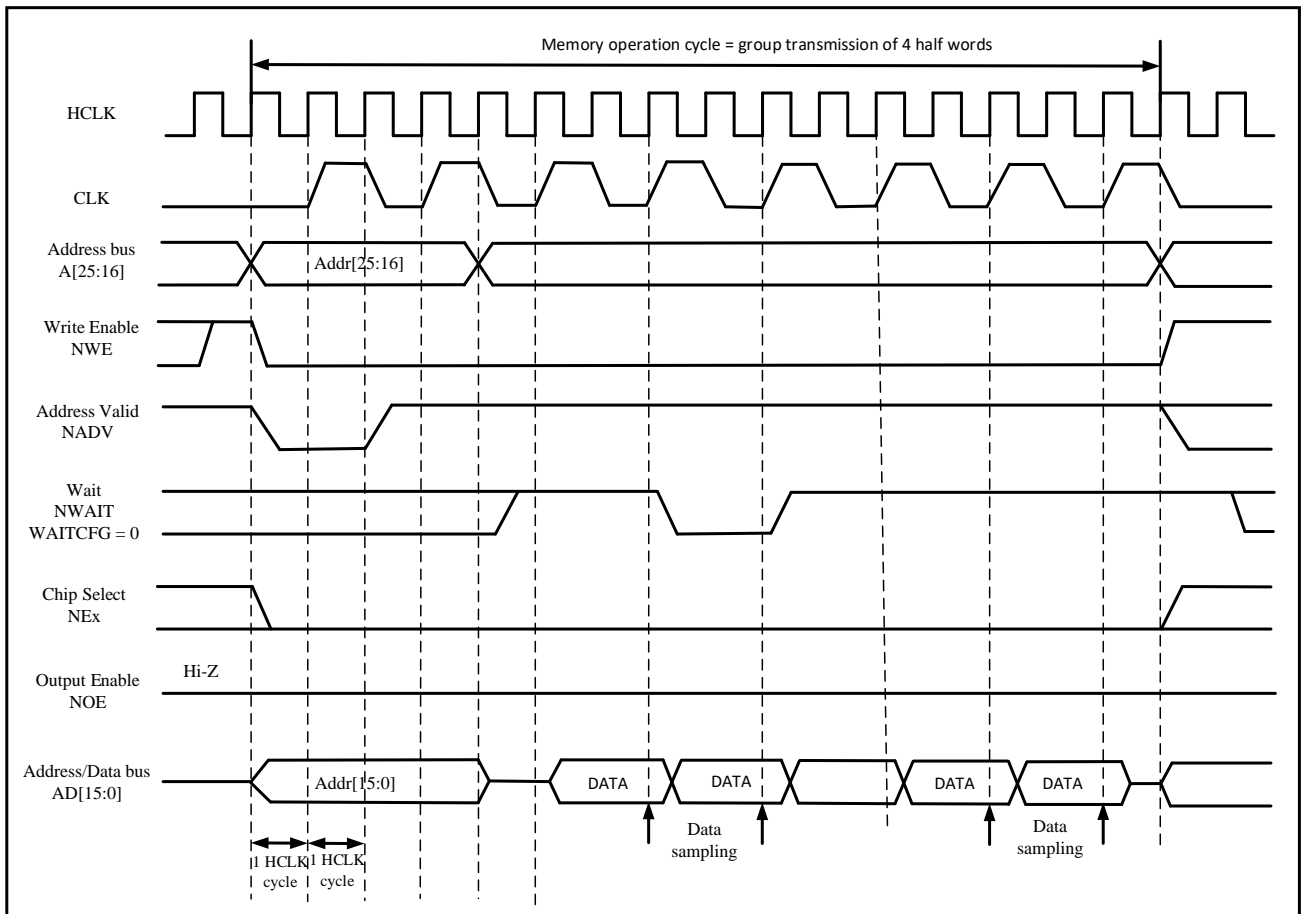 Memory operation cycle = group transmission of 4 half words
HCLK
CLK
Address bus
A[25:16]
Addr[25:16]
Write Enable
NWE
Address Valid
NADV
Wait
NWAIT
WAITCFG = 0
Chip Select
NEx
Hi-Z
Output Enable
NOE
Address/Data bus
AD[15:0]
Addr[15:0]
DATA
DATA
DATA
DATA
1 HCLK
cycle
1 HCLK
cycle
Data
sampling
Data
sampling